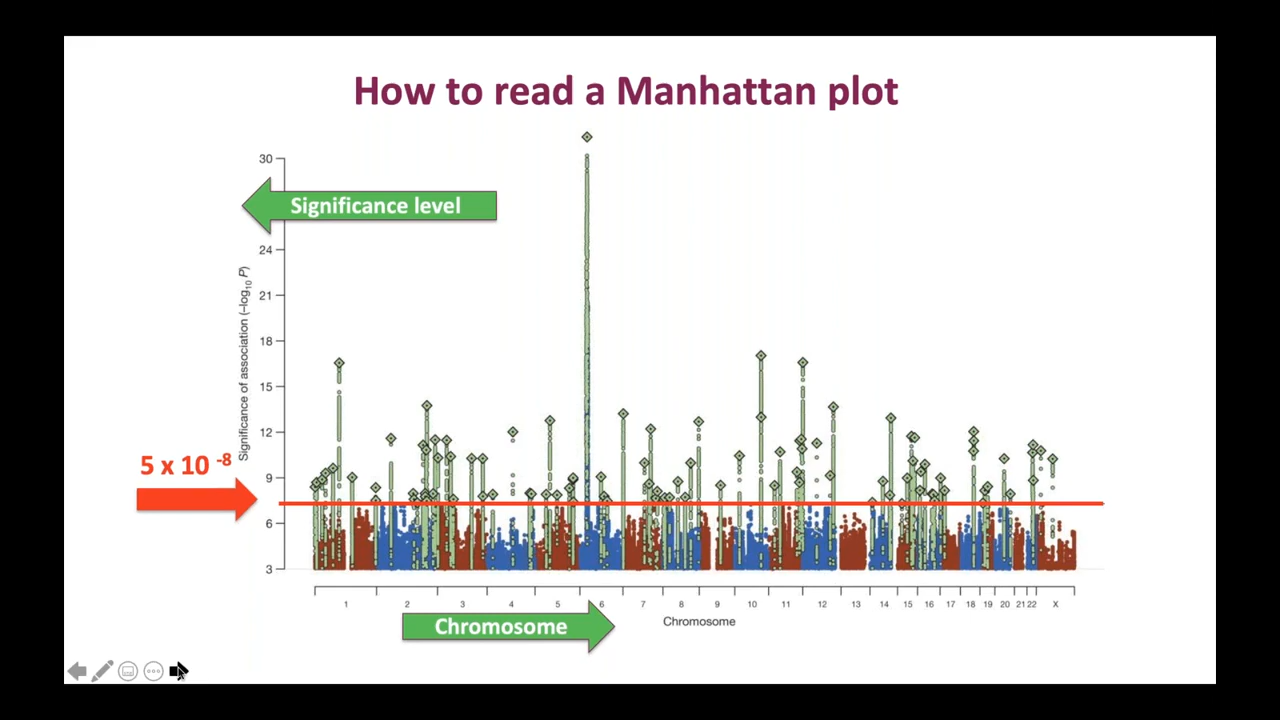 How to read a Manhattan plot
30
Significance level
24
21
18
15
12
9
6
3
Significance of association (–log10 P)
5 x 10 -8
1 2 3 4 5 6 7 8 9 10 11 12 13 14 15 16 17 18 19 20 21 22 X
Chromosome
Chromosome